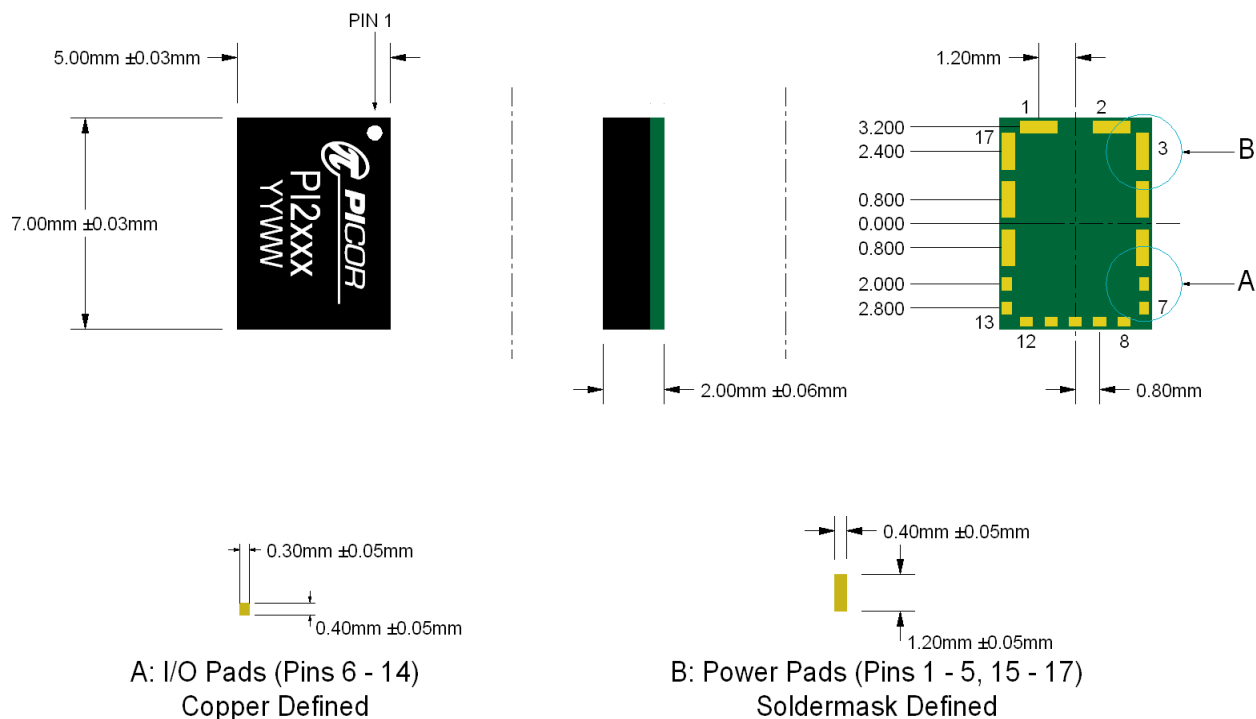 PIN 1
5.00mm ±0.03mm
7.00mm ±0.03mm
PICOR
PI2xxx
YYWW
2.00mm ±0.06mm
1.20mm
1
2
3.200
17
2.400
3
B
0.800
0.000
0.800
2.000
A
2.800
7
13
12
8
0.80mm
0.30mm ±0.05mm
0.40mm ±0.05mm
A: I/O Pads (Pins 6 - 14)
Copper Defined
0.40mm ±0.05mm
1.20mm ±0.05mm
B: Power Pads (Pins 1 - 5, 15 - 17)
Soldermask Defined